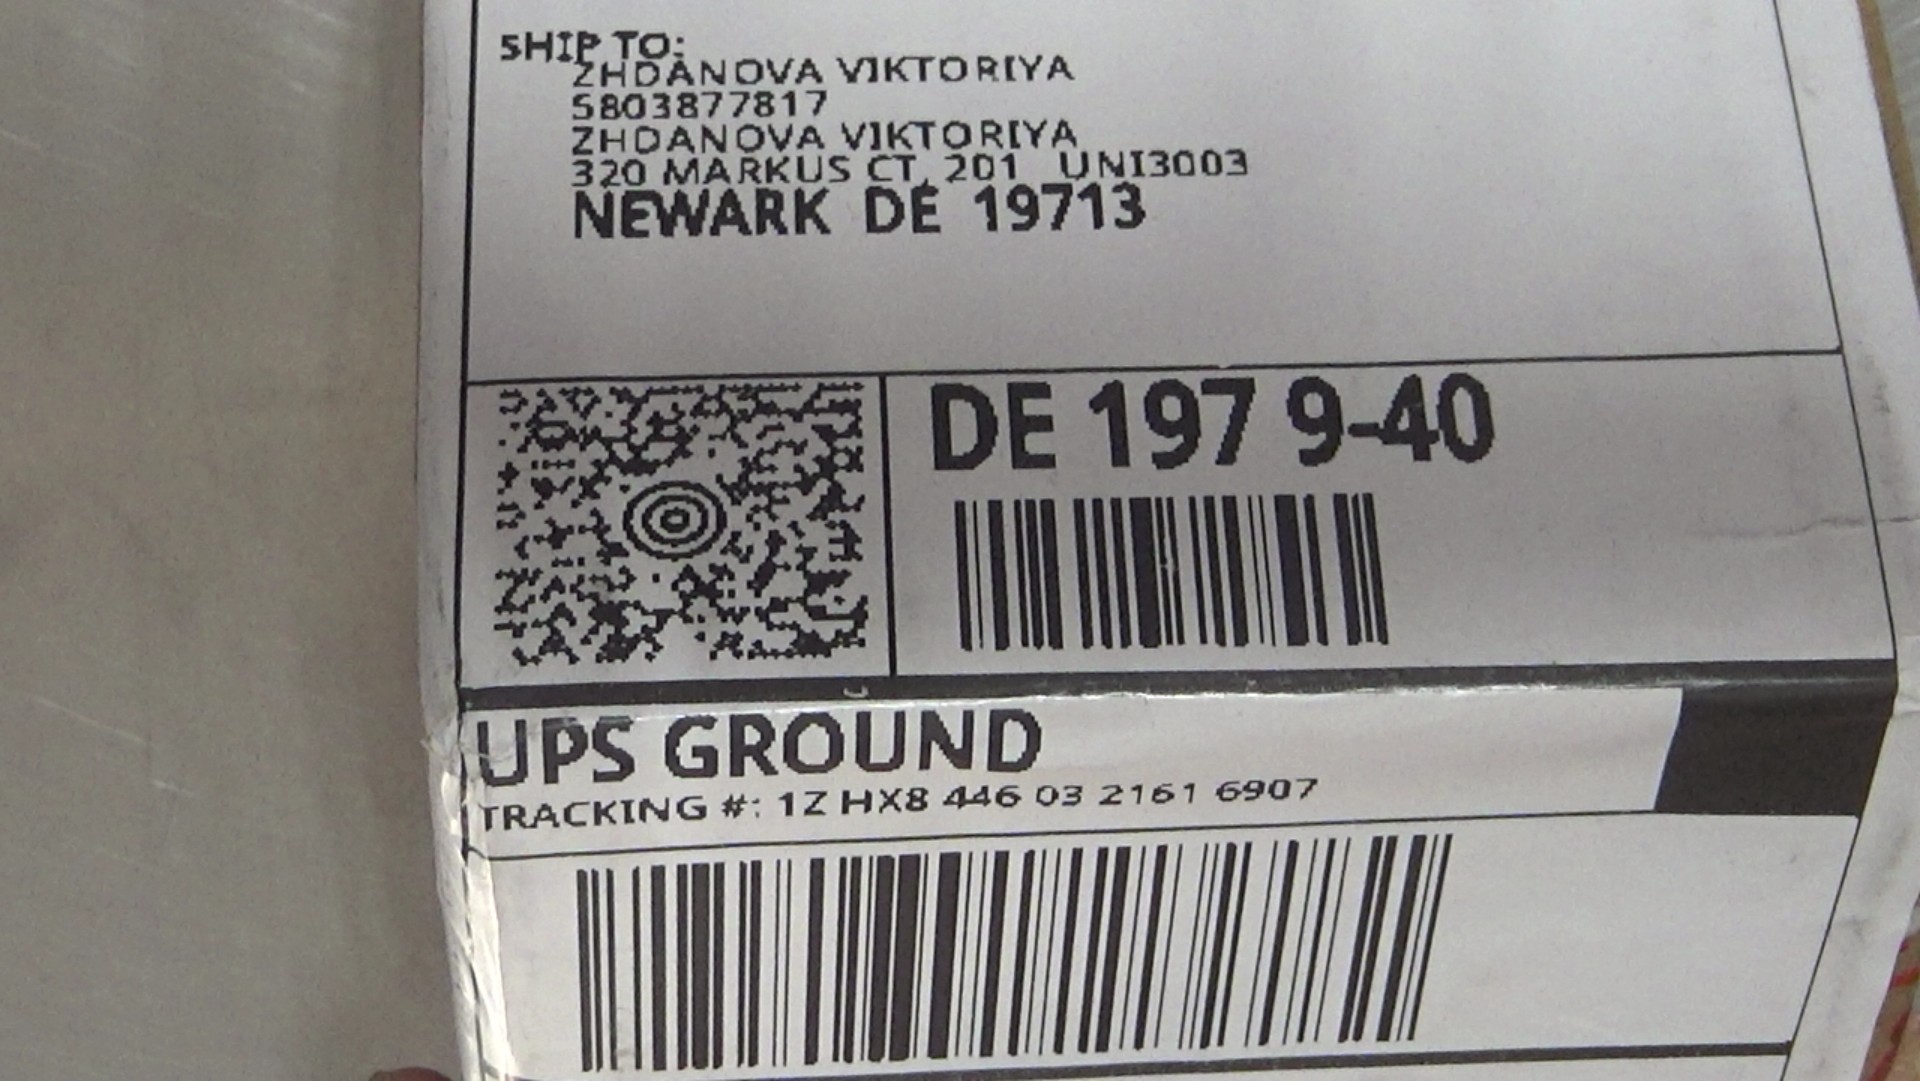 SHIP TO:
ZHDANOVA VIKTORIYA
5803877817
ZHDANOVA VIKTORIYA
320 MARKUS CT, 201 UNI3003
NEWARK DE 19713
DE 197 9-40
UPS GROUND
TRACKING #: 1Z HX8 446 03 2161 6907